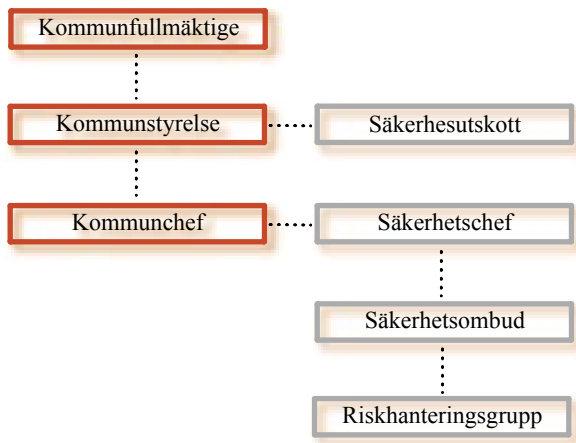 Kommunfullmäktige
Kommunstyrelse
Säkerhesutskott
Kommunchef
Säkerhetschef
Säkerhetsombud
Riskhanteringsgrupp